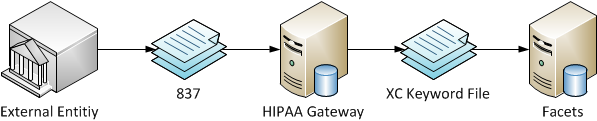 External Entitiy
837
HIPAA Gateway
XC Keyword File
Facets